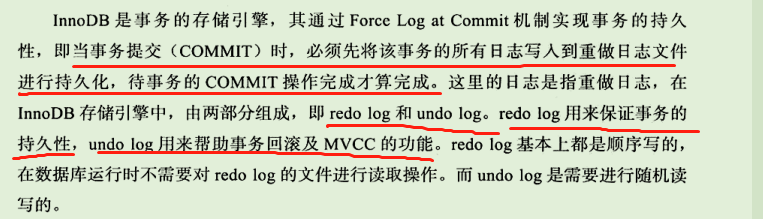 InnoDB 是事务的存储引擎，其通过 Force Log at Commit 机制实现事务的持久
性，即当事务提交（COMMIT）时，必须先将该事务的所有日志写入到重做日志文件
进行持久化，待事务的 COMMIT 操作完成才算完成。这里的日志是指重做日志，在
InnoDB 存储引擎中，由两部分组成，即 redo log 和 undo log。redo log 用来保证事务的
持久性，undo log 用来帮助事务回滚及 MVCC 的功能。redo log 基本上都是顺序写的，
在数据库运行时不需要对 redo log 的文件进行读取操作。而 undo log 是需要进行随机读
写的。